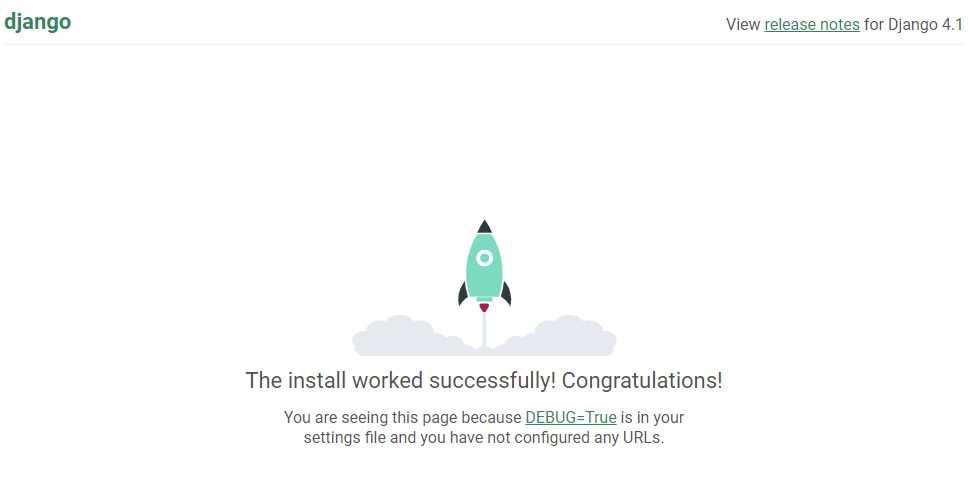 django
View release notes for Django 4.1
The install worked successfully! Congratulations!
You are seeing this page because DEBUG=True is in your
settings file and you have not configured any URLs.